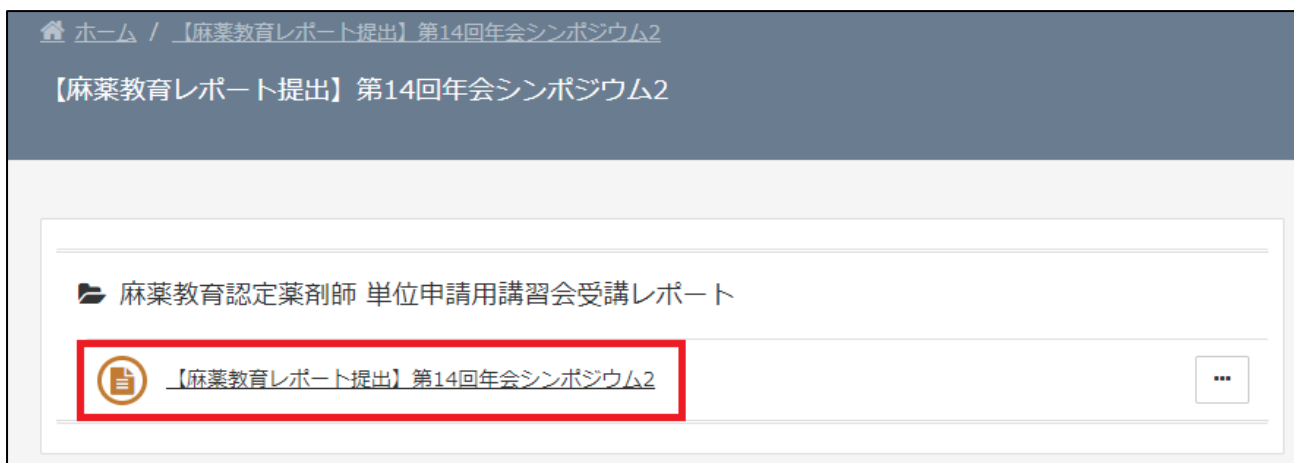 ホーム / 【麻薬教育レポート提出】第14回年会シンポジウム2
【麻薬教育レポート提出】第14回年会シンポジウム2
麻薬教育認定薬剤師 単位申請用講習会受講レポート
【麻薬教育レポート提出】第14回年会シンポジウム2